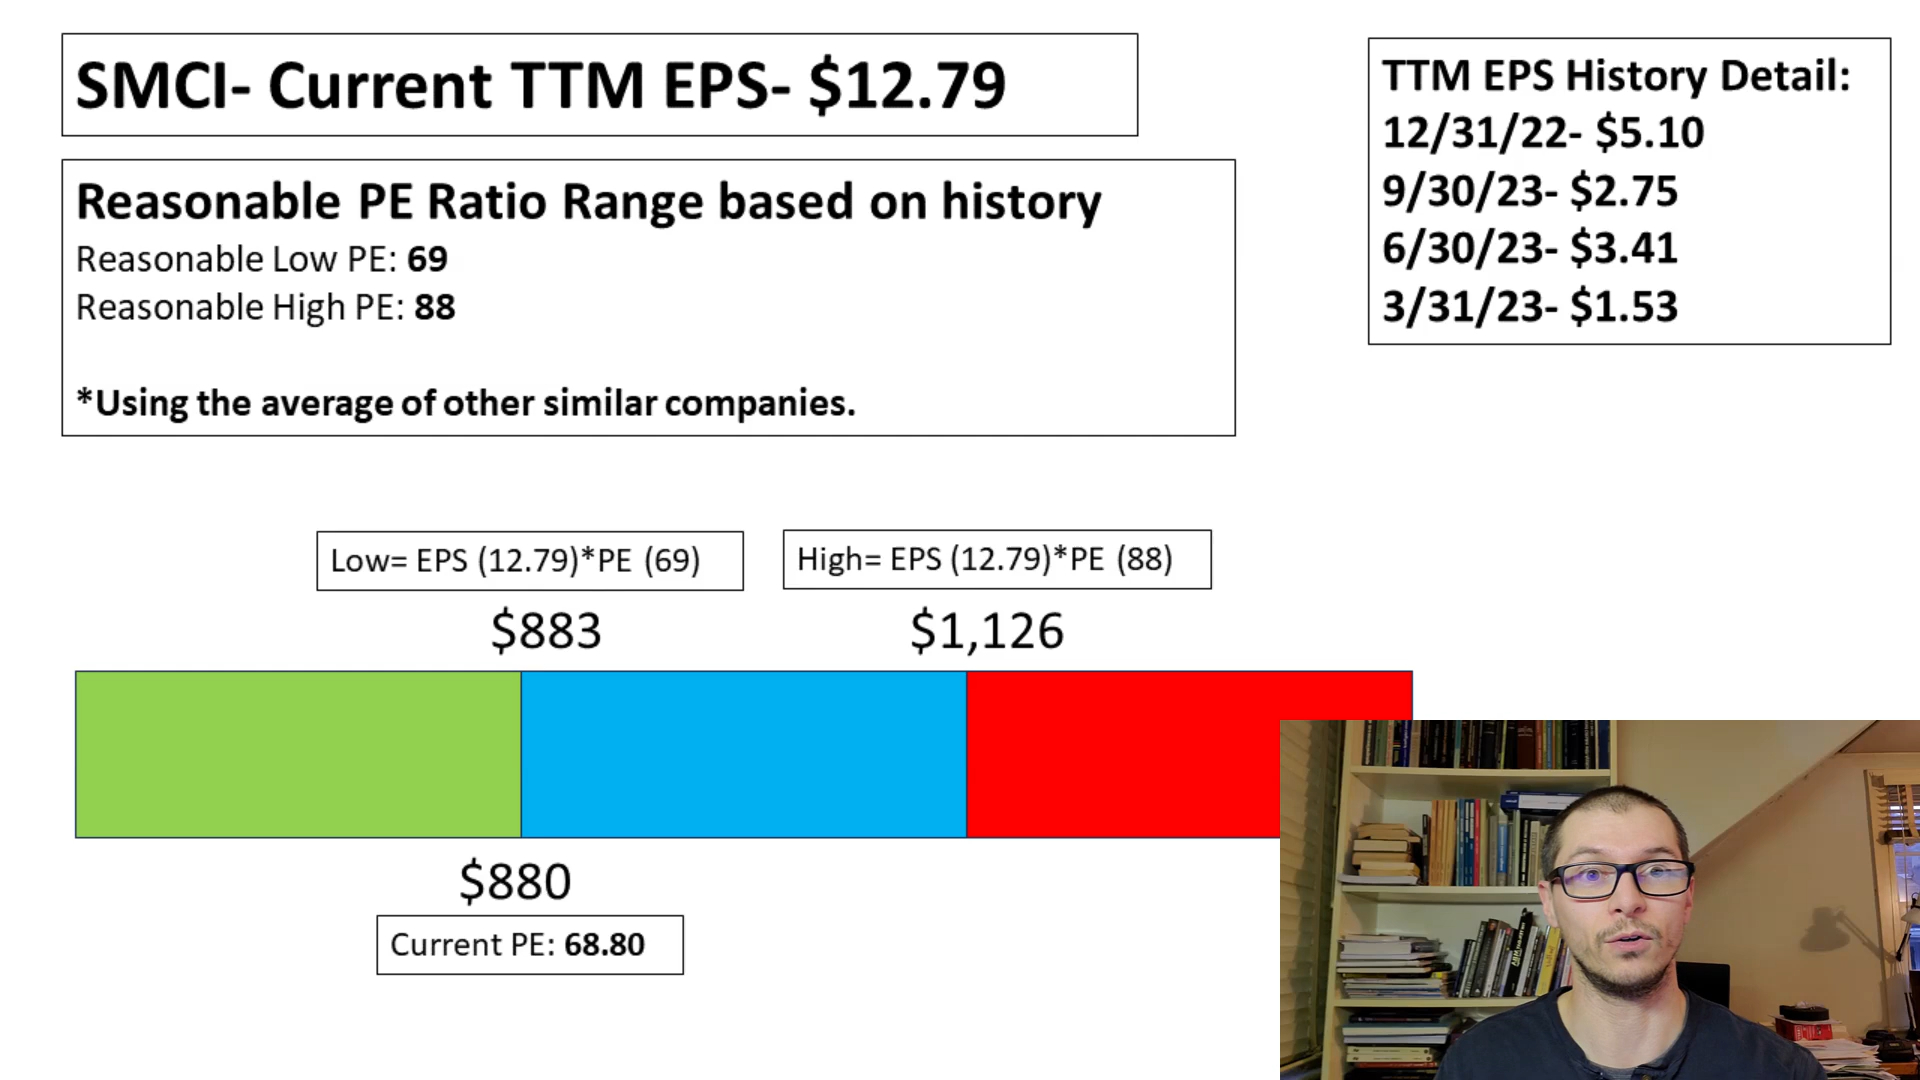 SMCI- Current TTM EPS- $12.79
Reasonable PE Ratio Range based on history
Reasonable Low PE: 69
Reasonable High PE: 88
*Using the average of other similar companies.
TTM EPS History Detail:
12/31/22- $5.10
9/30/23- $2.75
6/30/23- $3.41
3/31/23- $1.53
Low= EPS (12.79)*PE (69)
High= EPS (12.79)*PE (88)
$883
$1,126
$880
Current PE: 68.80